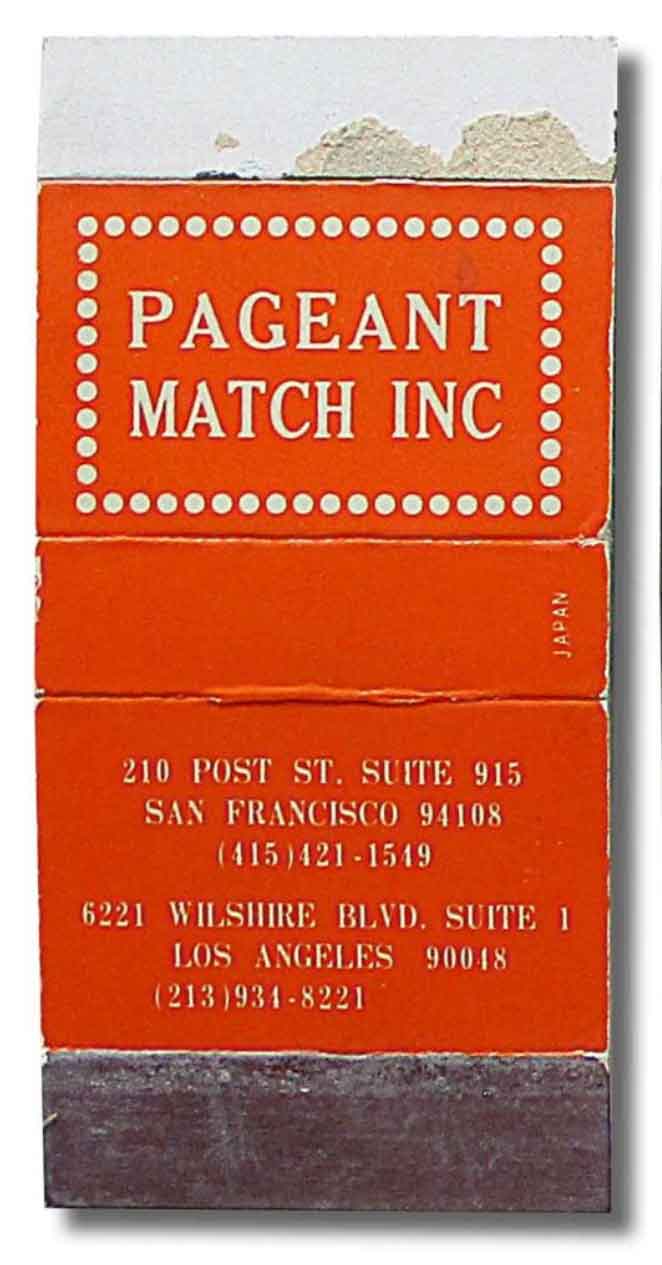 PAGEANT
MATCH INC
JAPAN
210 POST ST. SUITE 915
SAN FRANCISCO 94108
(415)421-1549
6221 WILSHIRE BLVD. SUITE 1
LOS ANGELES 90048
(213)934-8221